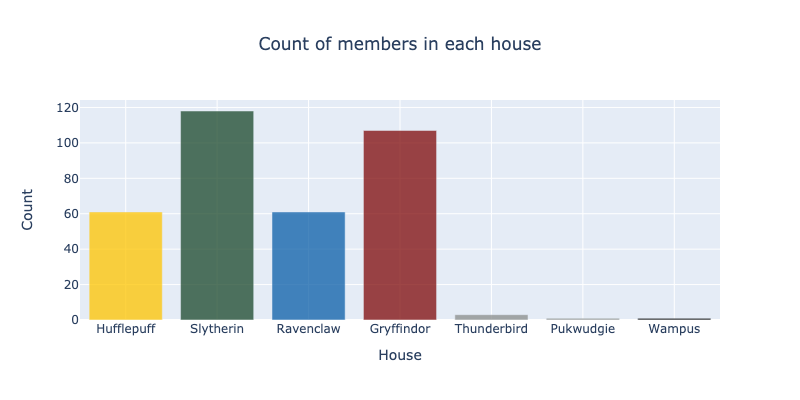 Count of members in each house
Count
120
100
80
60
40
20
0
Hufflepuff Slytherin Ravenclaw Gryffindor Thunderbird Pukwudgie Wampus
House